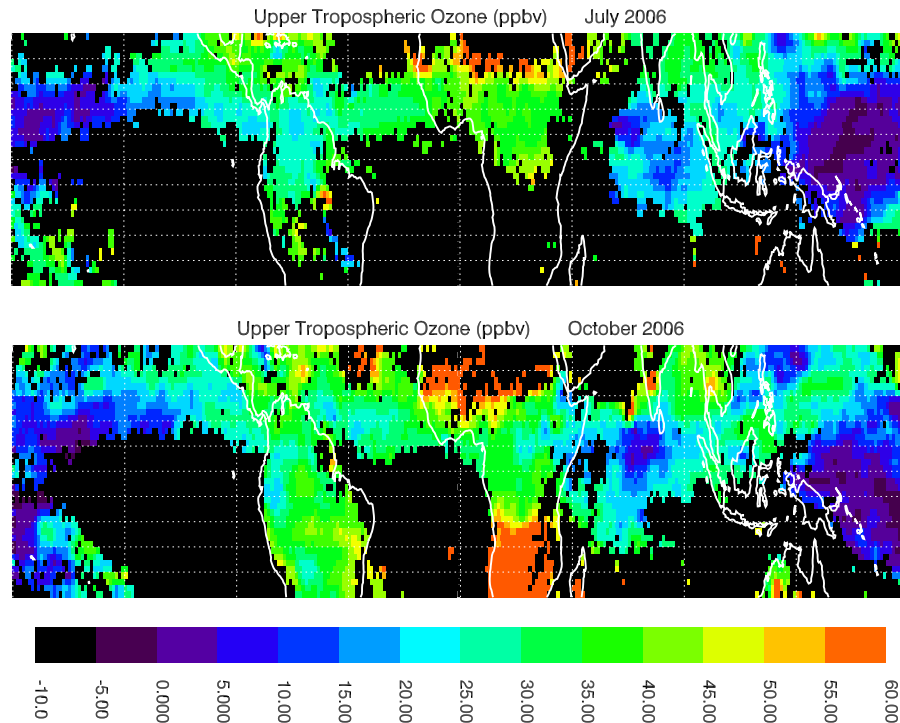 Upper Tropospheric Ozone (ppbv) July 2006
Upper Tropospheric Ozone (ppbv) October 2006
-10.0 -5.00 0.000 5.000 10.00 15.00 20.00 25.00 30.00 35.00 40.00 45.00 50.00 55.00 60.00